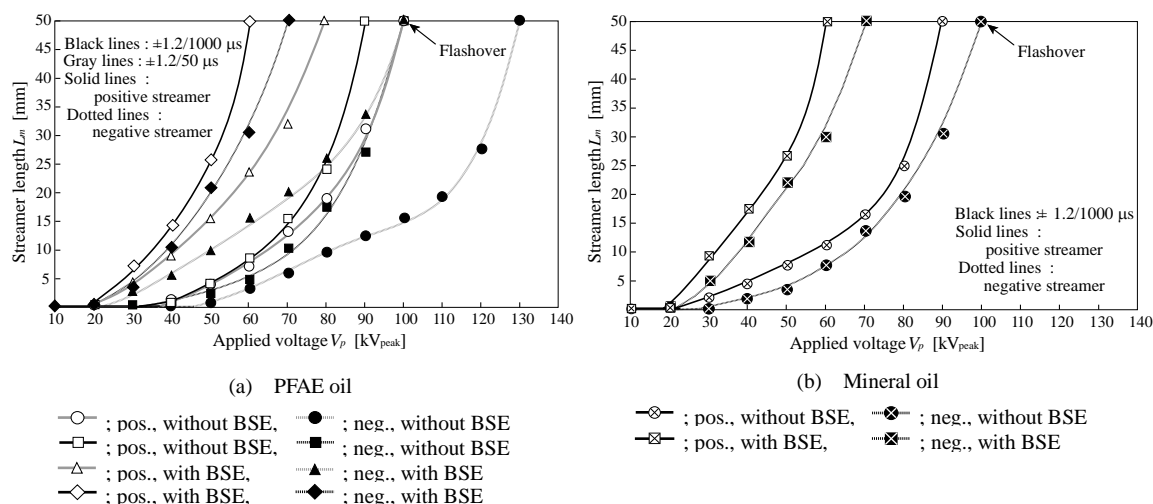 50
45
40
35
30
25
20
15
10
5
Streamer length Lm [mm]
Black lines : ±1.2/1000 µs
Gray lines : ±1.2/50 µs
Solid lines :
positive streamer
Dotted lines :
negative streamer
Flashover
10 20 30 40 50 60 70 80 90 100 110 120 130 140
Applied voltage Vp [kVpeak]
(a) PFAE oil
; pos., without BSE, ; neg., without BSE
; pos., without BSE, ; neg., without BSE
; pos., with BSE, ; neg., with BSE
; pos., with BSE, ; neg., with BSE
50
45
40
35
30
25
20
15
10
5
Streamer length Lm [mm]
Flashover
Black lines : ± 1.2/1000 µs
Solid lines :
positive streamer
Dotted lines :
negative streamer
10 20 30 40 50 60 70 80 90 100 110 120 130 140
Applied voltage Vp [kVpeak]
(b) Mineral oil
; pos., without BSE, ; neg., without BSE
; pos., with BSE, ; neg., with BSE